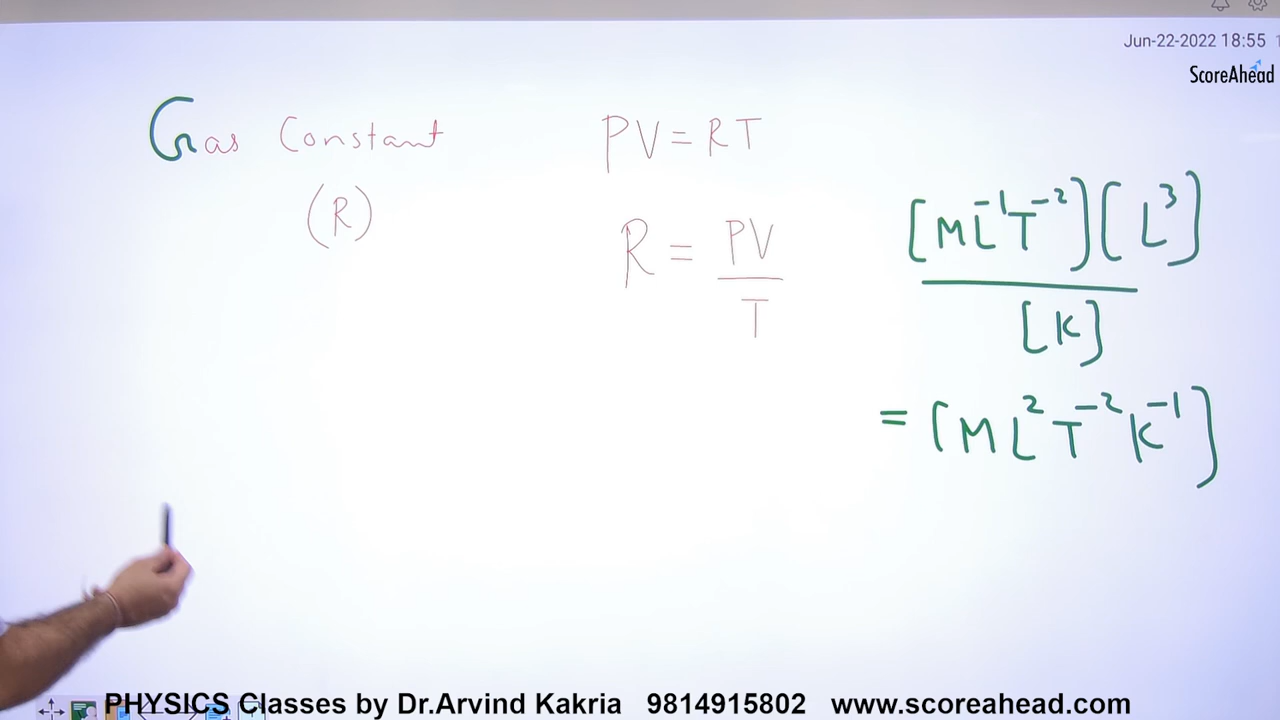 Jun-22-2022 18:55
ScoreAhead
Gas Constant
(R)
PV = RT
R = PV / T
[ML⁻¹T⁻²][L³]
[K]
= [ML²T⁻²K⁻¹]
PHYSICS Classes by Dr.Arvind Kakria 9814915802 www.scoreahead.com